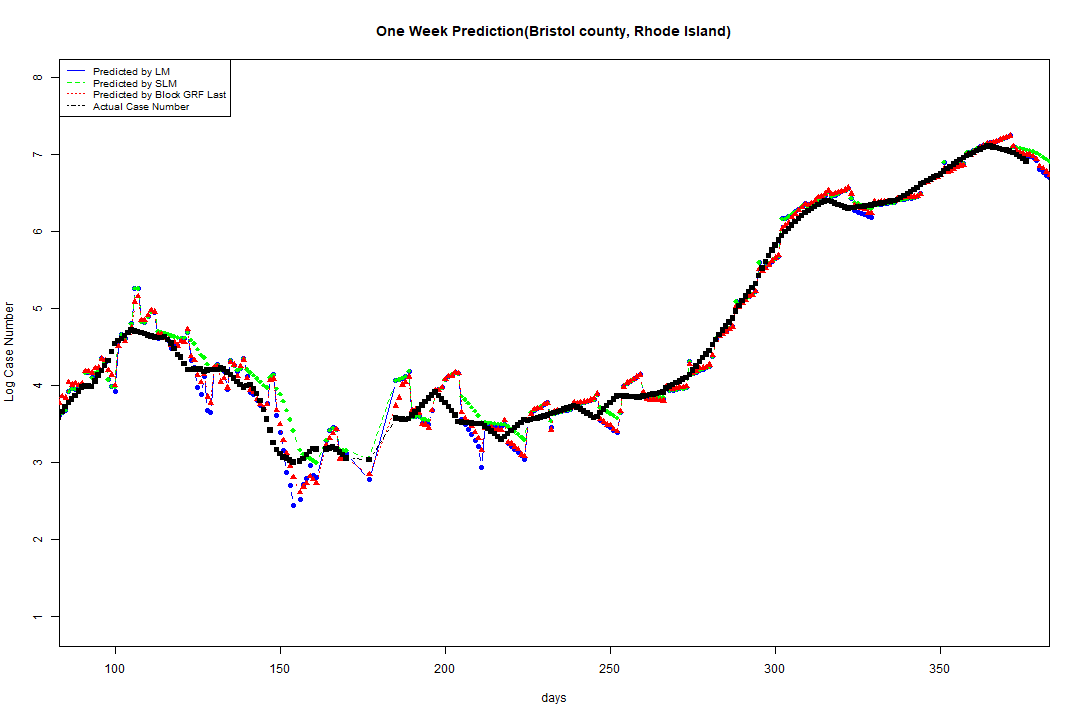 One Week Prediction(Bristol county, Rhode Island)
Predicted by LM
Predicted by SLM
Predicted by Block GRF Last
Actual Case Number
Log Case Number
8
7
6
5
4
3
2
1
100
150
200
250
300
350
days